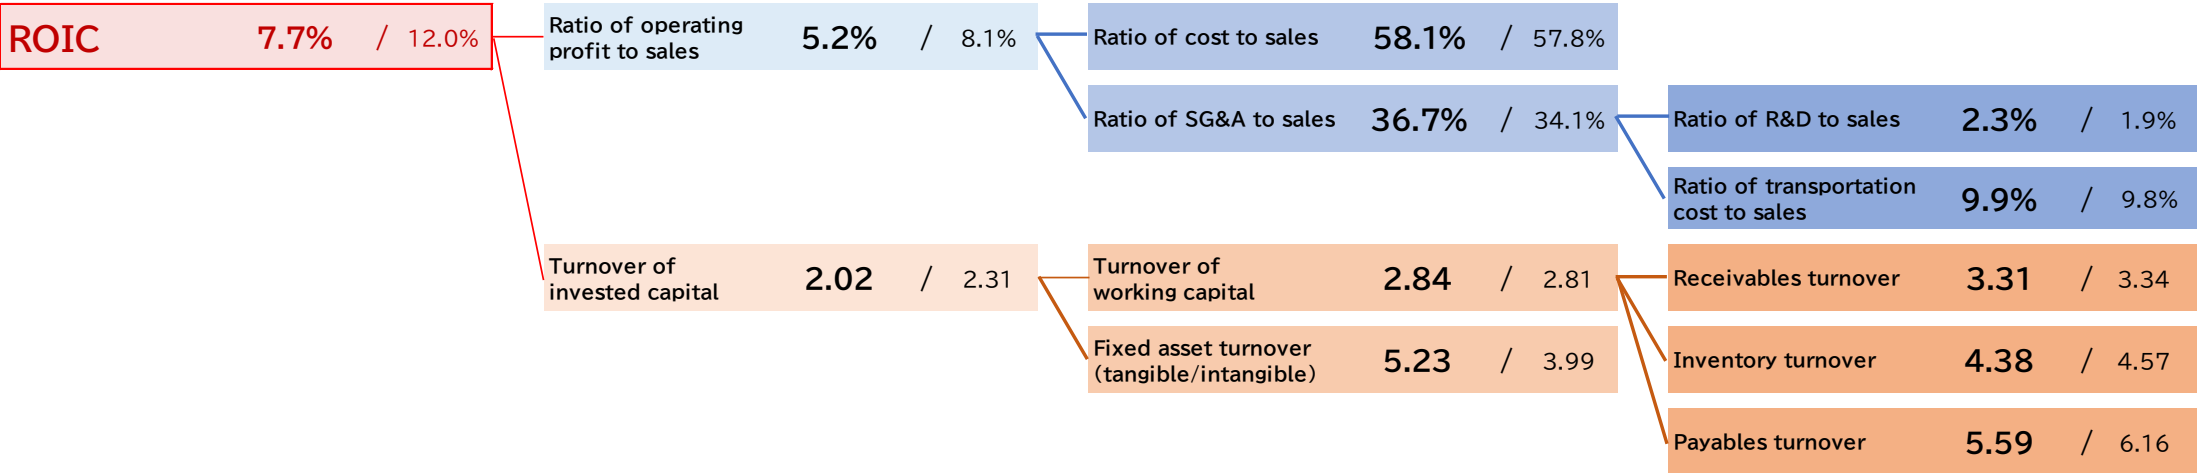 ROIC 7.7% / 12.0%
Ratio of operating
profit to sales 5.2% / 8.1%
Ratio of cost to sales 58.1% / 57.8%
Ratio of SG&A to sales 36.7% / 34.1%
Ratio of R&D to sales 2.3% / 1.9%
Ratio of transportation
cost to sales 9.9% / 9.8%
Turnover of
invested capital 2.02 / 2.31
Turnover of
working capital 2.84 / 2.81
Receivables turnover 3.31 / 3.34
Fixed asset turnover
(tangible/intangible) 5.23 / 3.99
Inventory turnover 4.38 / 4.57
Payables turnover 5.59 / 6.16